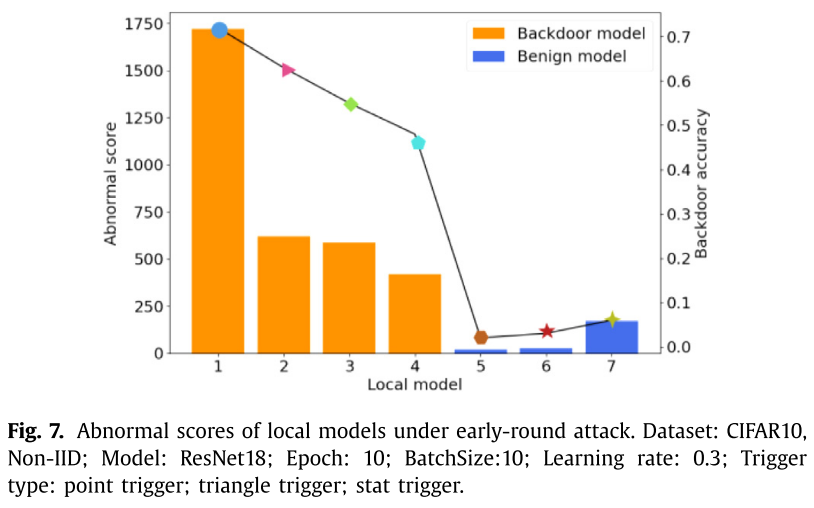 1750
1500
1250
1000
750
500
250
0
Abnormal score
Backdoor model
Benign model
0.7
0.6
0.5
0.4
0.3
0.2
0.1
0.0
Backdoor accuracy
1 2 3 4 5 6 7
Local model
Fig. 7. Abnormal scores of local models under early-round attack. Dataset: CIFAR10,
Non-IID; Model: ResNet18; Epoch: 10; BatchSize:10; Learning rate: 0.3; Trigger
type: point trigger; triangle trigger; stat trigger.